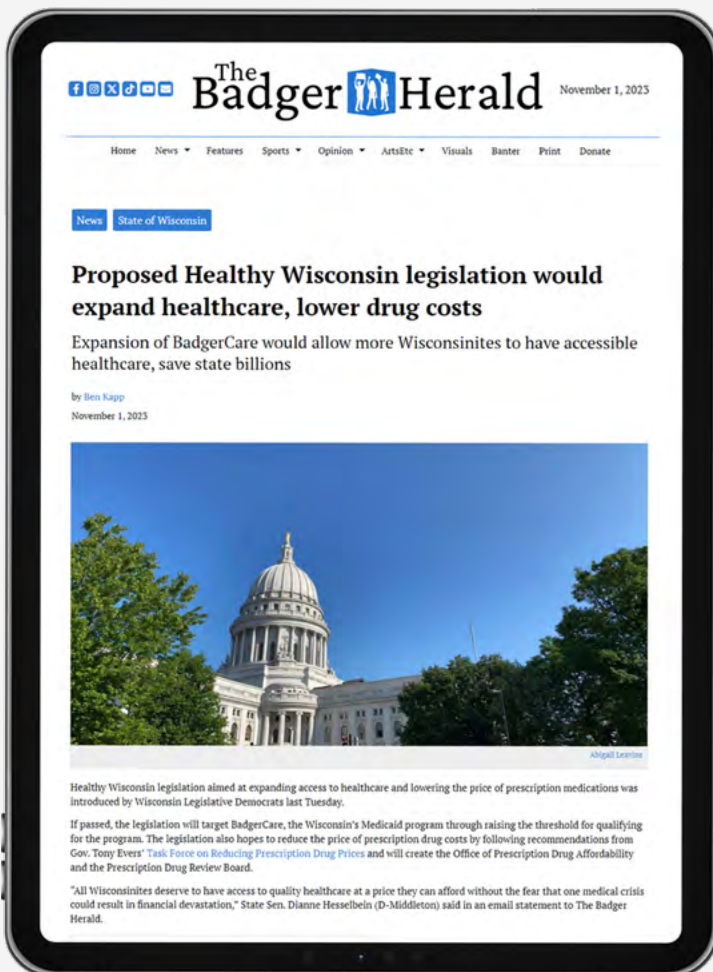 The Badger Herald
November 1, 2023
Home News Features Sports Opinion ArtsEtc Visuals Banter Print Donate
News State of Wisconsin
Proposed Healthy Wisconsin legislation would
expand healthcare, lower drug costs
Expansion of BadgerCare would allow more Wisconsinites to have accessible
healthcare, save state billions
by Ben Kapp
November 1, 2023
Abigail Leavins
Healthy Wisconsin legislation aimed at expanding access to healthcare and lowering the price of prescription medications was
introduced by Wisconsin Legislative Democrats last Tuesday.
If passed, the legislation will target BadgerCare, the Wisconsin's Medicaid program through raising the threshold for qualifying
for the program. The legislation also hopes to reduce the price of prescription drug costs by following recommendations from
Gov. Tony Evers' Task Force on Reducing Prescription Drug Prices and will create the Office of Prescription Drug Affordability
and the Prescription Drug Review Board.
"All Wisconsinites deserve to have access to quality healthcare at a price they can afford without the fear that one medical crisis
could result in financial devastation," State Sen. Dianne Hesselbein (D-Middleton) said in an email statement to The Badger
Herald.